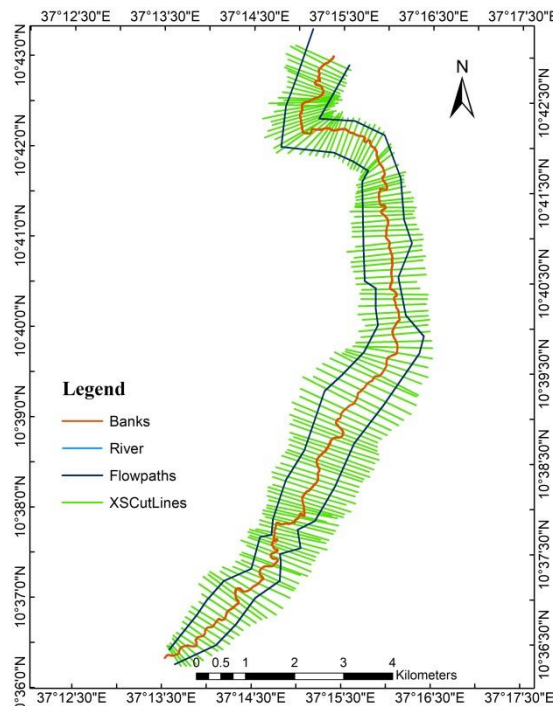 37°12'30"E 37°13'30"E 37°14'30"E 37°15'30"E 37°16'30"E 37°17'30"E
10°43'0"N
10°42'0"N
10°41'0"N
10°40'0"N
10°39'0"N
10°38'0"N
10°37'0"N
10°36'0"N
N
10°42'30"N
10°41'30"N
10°40'30"N
10°39'30"N
10°38'30"N
10°37'30"N
10°36'30"N
Legend
Banks
River
Flowpaths
XSCutLines
0 0.5 1 2 3 4
Kilometers
37°12'30"E 37°13'30"E 37°14'30"E 37°15'30"E 37°16'30"E 37°17'30"E